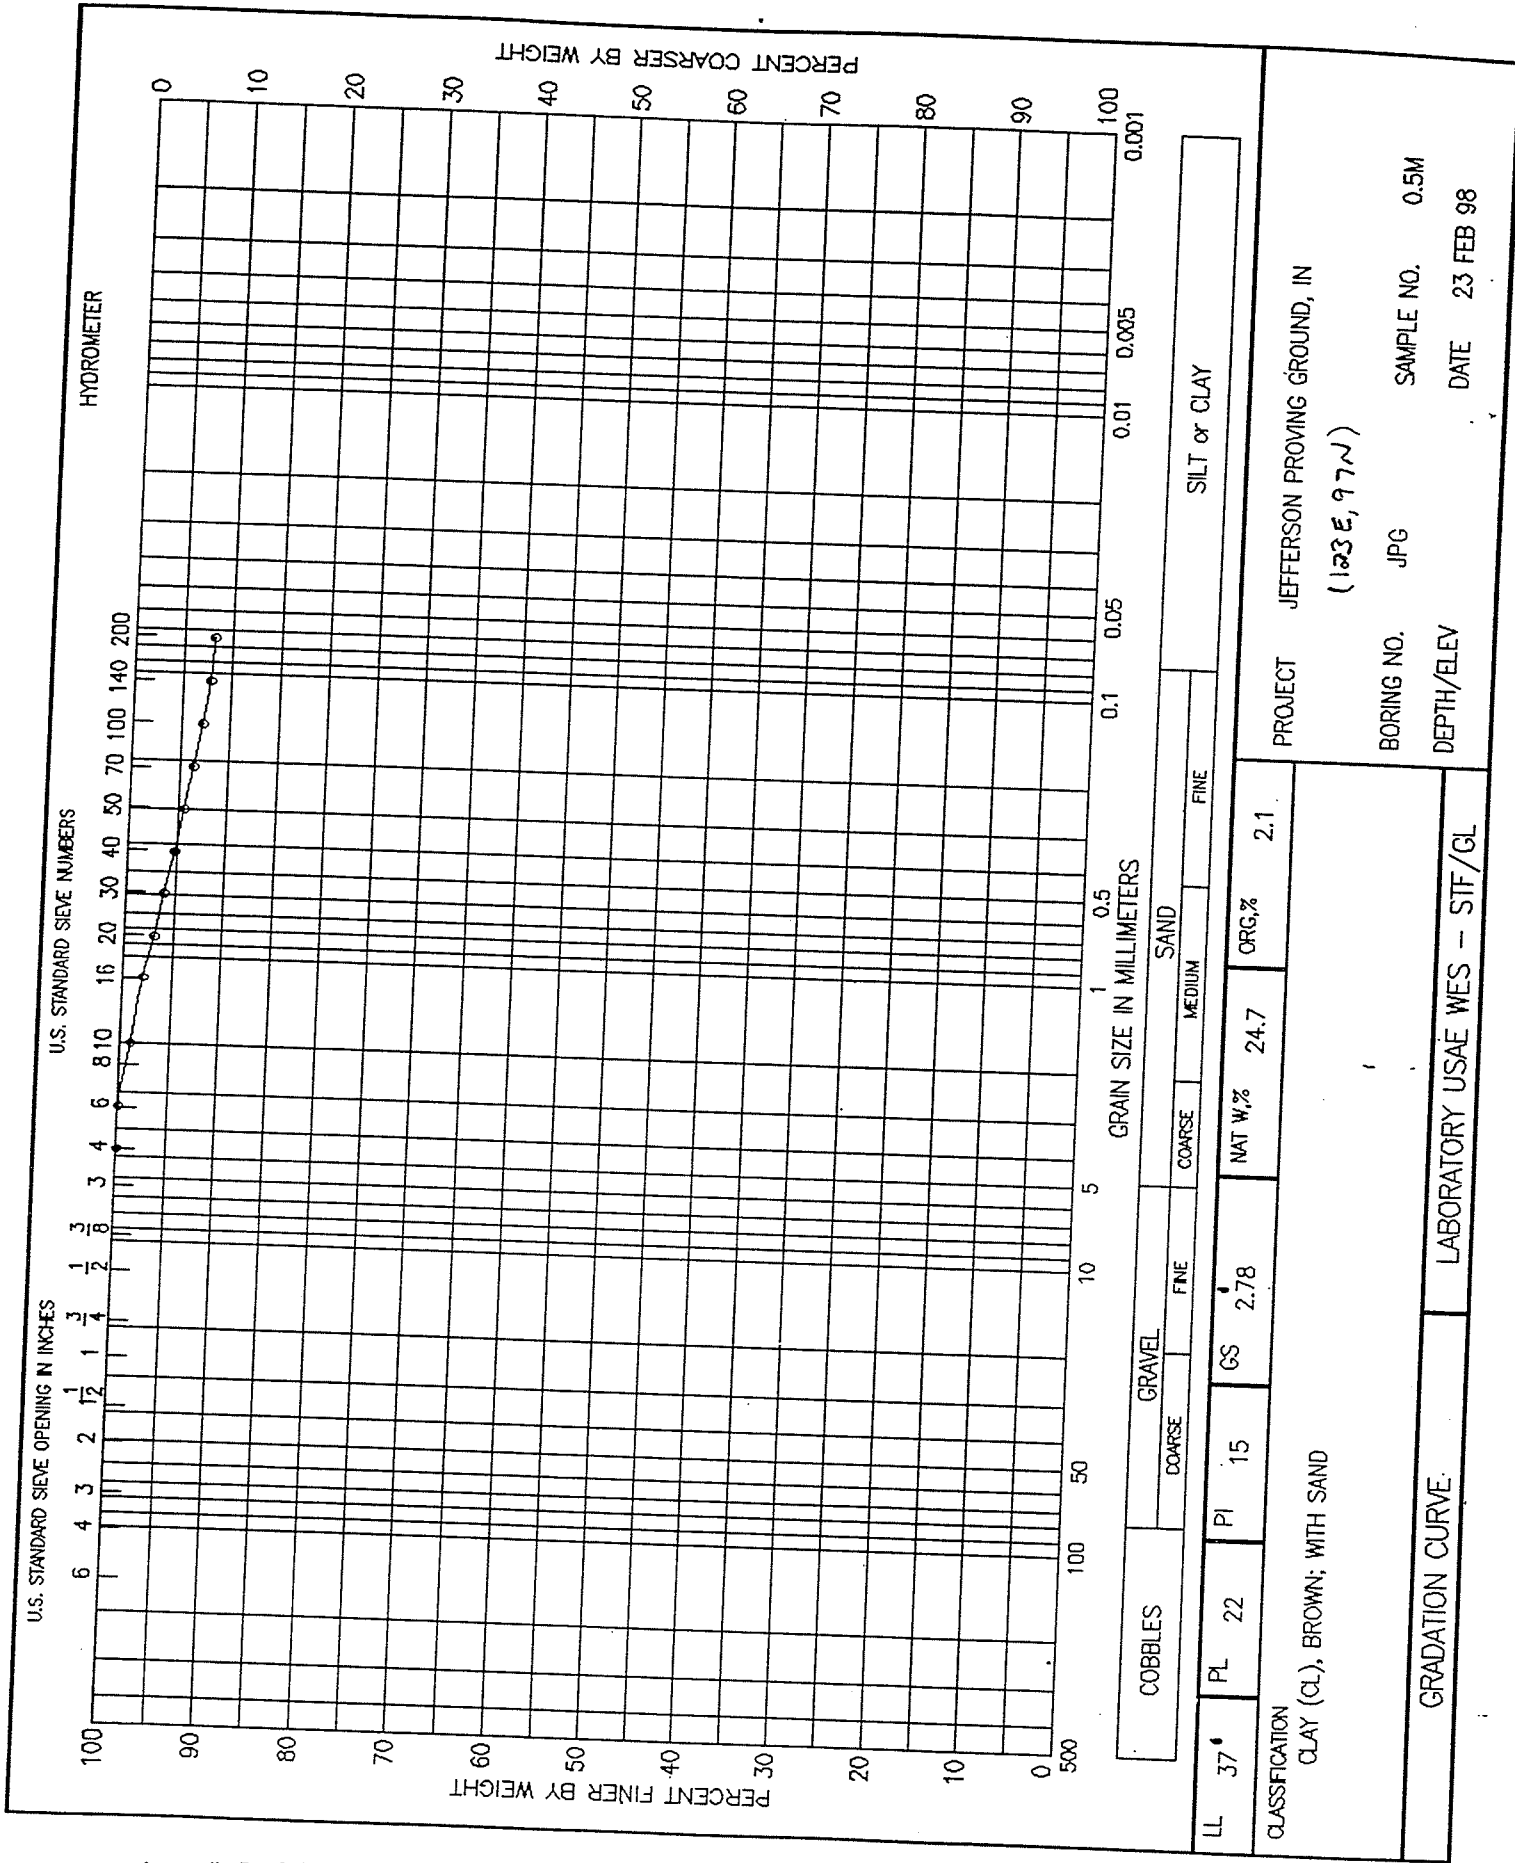 U.S. STANDARD SIEVE OPENING IN INCHES
U.S. STANDARD SIEVE NUMBERS
HYDROMETER
6 4 3 2 1 1/2 1 3/4 1/2 3/8 3 4 6 8 10 16 20 30 40 50 70 100 140 200
PERCENT FINER BY WEIGHT
100
90
80
70
60
50
40
30
20
10
0
PERCENT COARSER BY WEIGHT
0
10
20
30
40
50
60
70
80
90
100
500 100 50 10 5 1 0.5 0.1 0.05 0.01 0.005 0.001
GRAIN SIZE IN MILLIMETERS
COBBLES
GRAVEL
COARSE FINE
SAND
COARSE MEDIUM FINE
SILT or CLAY
LL 37 PL 22 PI 15 GS 2.78 NAT W,% 24.7 ORG,% 2.1
CLASSIFICATION
CLAY (CL), BROWN; WITH SAND
PROJECT JEFFERSON PROVING GROUND, IN
(123E, 97N)
BORING NO. JPG SAMPLE NO. 0.5M
DEPTH/ELEV DATE 23 FEB 98
GRADATION CURVE
LABORATORY USAE WES - STF/GL